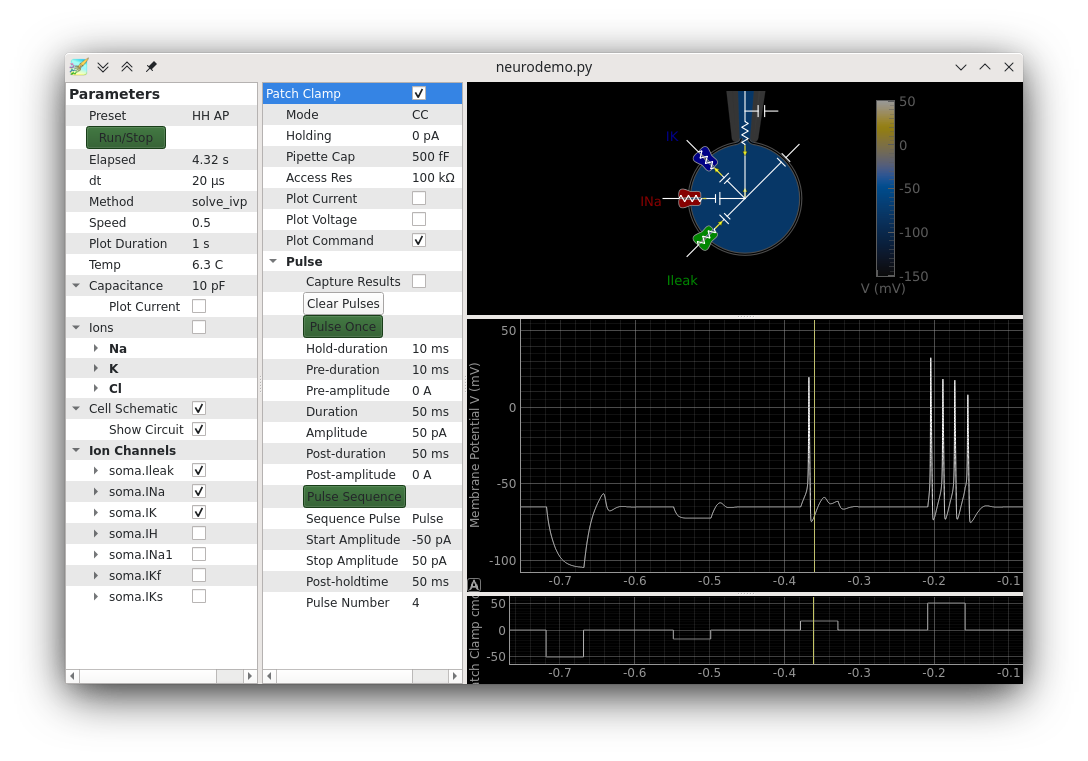 neurodemo.py
Parameters
Preset HH AP
Run/Stop
Elapsed 4.32 s
dt 20 µs
Method solve_ivp
Speed 0.5
Plot Duration 1 s
Temp 6.3 C
Capacitance 10 pF
Plot Current
Ions
Na
K
Cl
Cell Schematic
Show Circuit
Ion Channels
soma.Ileak
soma.INa
soma.IK
soma.IH
soma.INa1
soma.IKf
soma.IKs
Patch Clamp
Mode CC
Holding 0 pA
Pipette Cap 500 fF
Access Res 100 kΩ
Plot Current
Plot Voltage
Plot Command
Pulse
Capture Results
Clear Pulses
Pulse Once
Hold-duration 10 ms
Pre-duration 10 ms
Pre-amplitude 0 A
Duration 50 ms
Amplitude 50 pA
Post-duration 50 ms
Post-amplitude 0 A
Pulse Sequence
Sequence Pulse Pulse
Start Amplitude -50 pA
Stop Amplitude 50 pA
Post-holdtime 50 ms
Pulse Number 4
IK
INa
Ileak
50
0
-50
-100
-150
V (mV)
Membrane Potential V (mV)
50
0
-50
-100
-0.7 -0.6 -0.5 -0.4 -0.3 -0.2 -0.1
A
tch Clamp cm
50
0
-50
-0.7 -0.6 -0.5 -0.4 -0.3 -0.2 -0.1